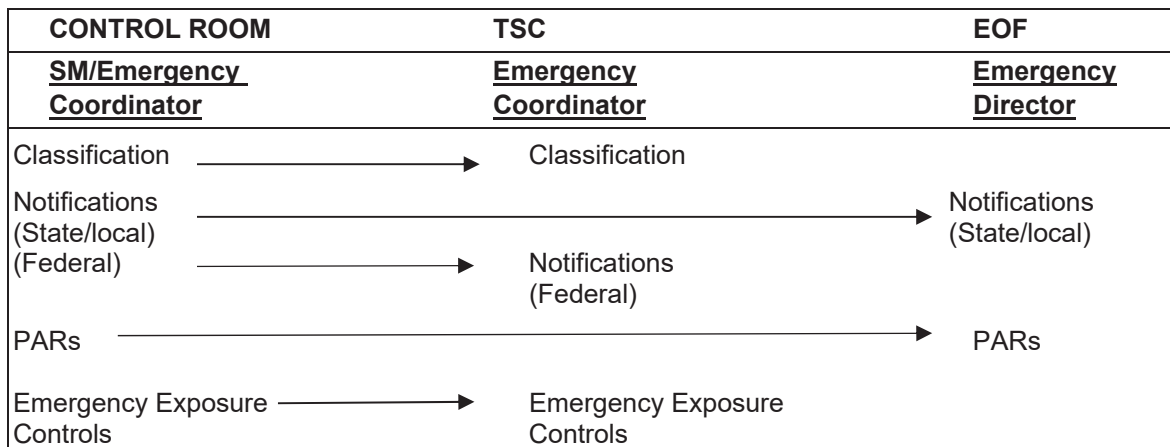 CONTROL ROOM TSC EOF
SM/Emergency Emergency Emergency
Coordinator Coordinator Director
Classification Classification
Notifications Notifications
(State/local) (State/local)
(Federal) Notifications
(Federal)
PARs PARs
Emergency Exposure Emergency Exposure
Controls Controls